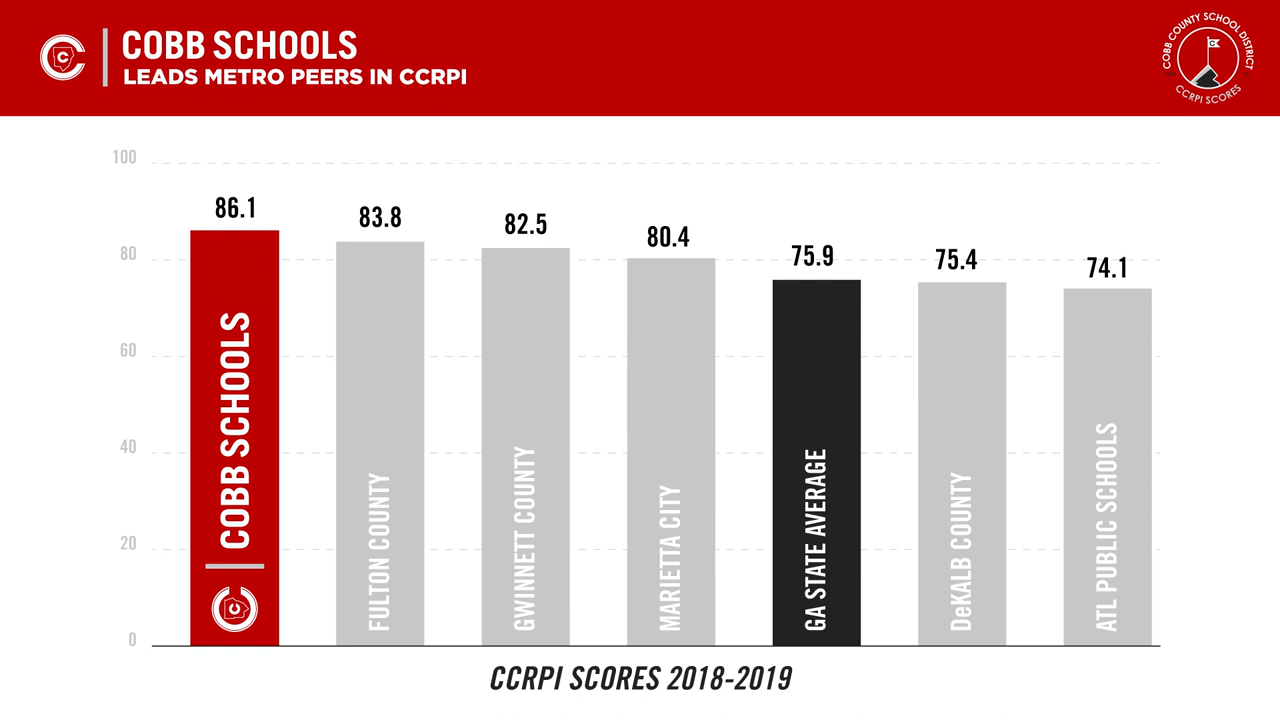 COBB SCHOOLS
LEADS METRO PEERS IN CCRPI
COBB COUNTY SCHOOL DISTRICT
C
CCRPI SCORES
C
100
80
60
40
20
0
86.1
83.8
82.5
80.4
75.9
75.4
74.1
COBB SCHOOLS
C
FULTON COUNTY
GWINNETT COUNTY
MARIETTA CITY
GA STATE AVERAGE
DeKALB COUNTY
ATL PUBLIC SCHOOLS
CCRPI SCORES 2018-2019